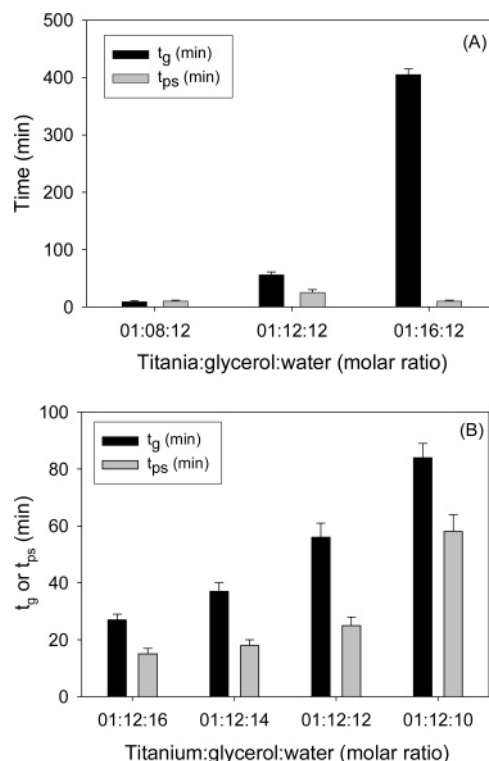 (A)
t_g (min)
t_ps (min)
Time (min)
500
400
300
200
100
0
01:08:12 01:12:12 01:16:12
Titania:glycerol:water (molar ratio)
(B)
t_g (min)
t_ps (min)
t_g or t_ps (min)
100
80
60
40
20
0
01:12:16 01:12:14 01:12:12 01:12:10
Titanium:glycerol:water (molar ratio)